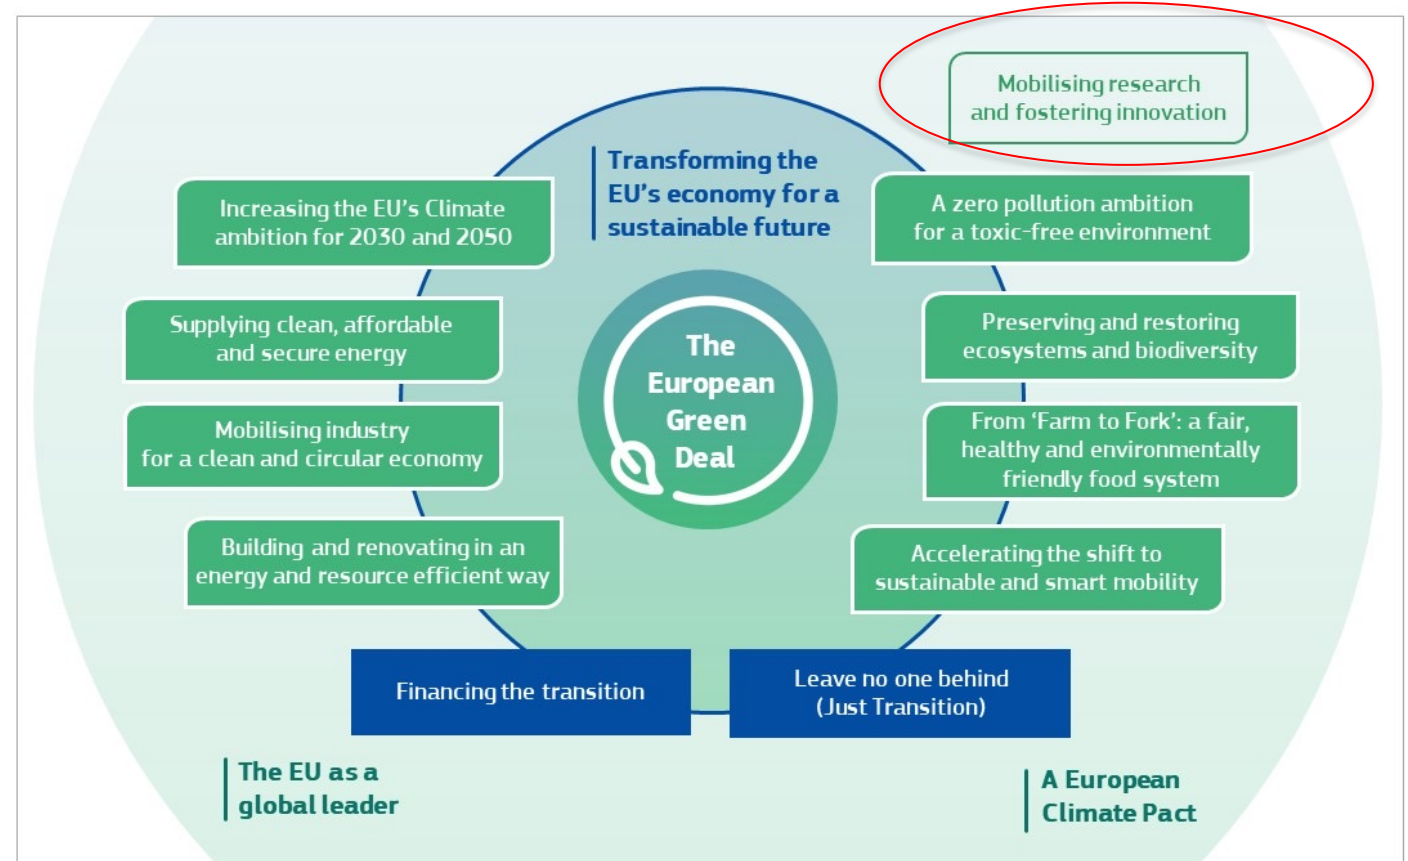 Mobilising research
and fostering innovation
Transforming the
EU's economy for a
sustainable future
Increasing the EU's Climate
ambition for 2030 and 2050
Supplying clean, affordable
and secure energy
Mobilising industry
for a clean and circular economy
Building and renovating in an
energy and resource efficient way
The
European
Green
Deal
A zero pollution ambition
for a toxic-free environment
Preserving and restoring
ecosystems and biodiversity
From ‘Farm to Fork’: a fair,
healthy and environmentally
friendly food system
Accelerating the shift to
sustainable and smart mobility
Financing the transition
Leave no one behind
(Just Transition)
The EU as a
global leader
A European
Climate Pact